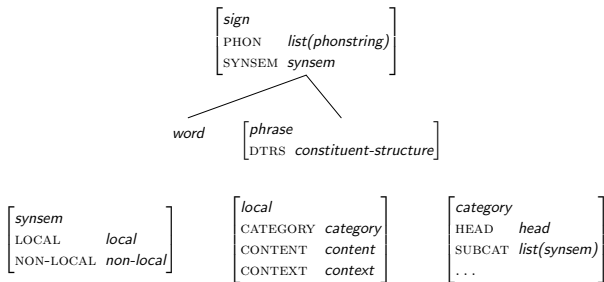 sign
PHON list(phonstring)
SYNSEM synsem
word
phrase
DTRS constituent-structure
synsem
LOCAL local
NON-LOCAL non-local
local
CATEGORY category
CONTENT content
CONTEXT context
category
HEAD head
SUBCAT list(synsem)
...